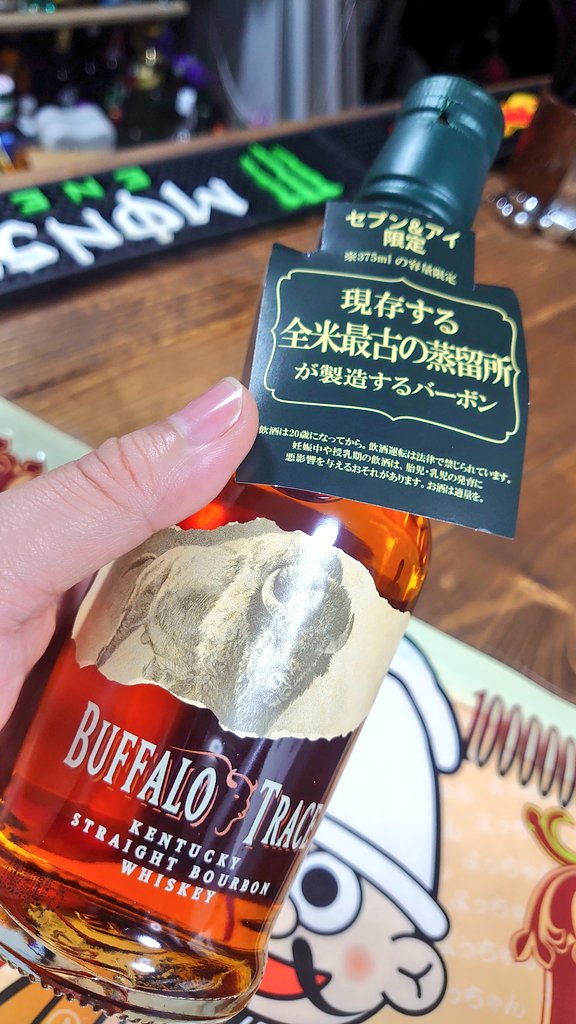 セブン&アイ
限定
※375ml の容量限定
現存する
全米最古の蒸留所
が製造するバーボン
飲酒は20歳になってから。飲酒運転は法律で禁じられています。
妊娠中や授乳期の飲酒は、胎児・乳児の発育に
悪影響を与えるおそれがあります。お酒は適量を。
BUFFALO TRACE
KENTUCKY
STRAIGHT BOURBON
WHISKEY
10000